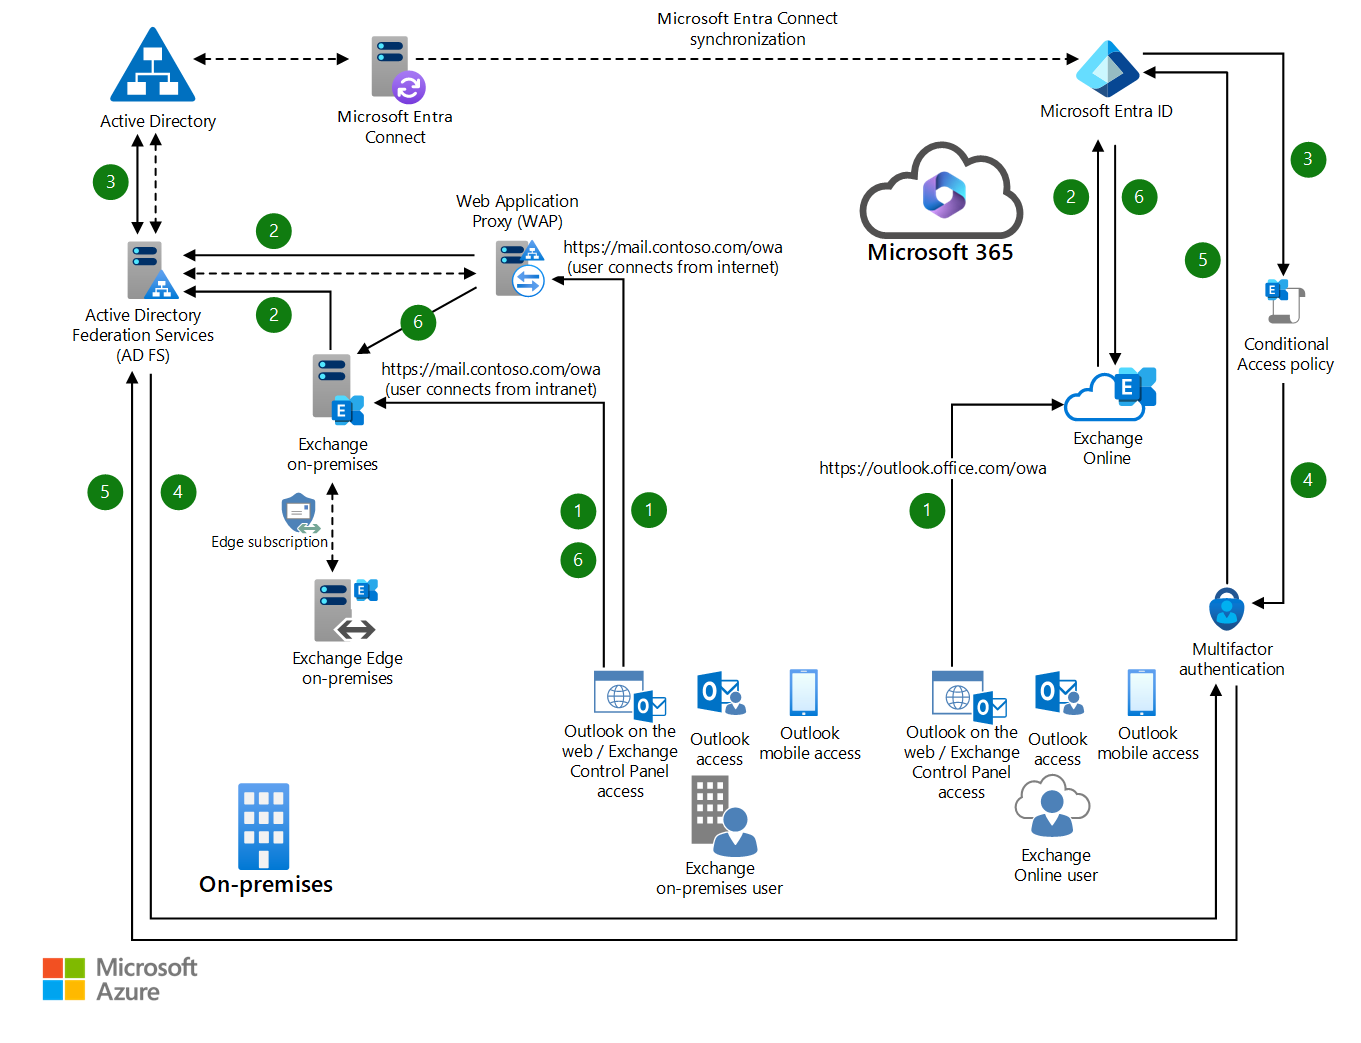 Microsoft Entra Connect
synchronization
Active Directory
Microsoft Entra
Connect
Microsoft Entra ID
3
3
2
6
Web Application
Proxy (WAP)
2
https://mail.contoso.com/owa
(user connects from internet)
Microsoft 365
5
Active Directory
Federation Services
(AD FS)
2
6
Conditional
Access policy
https://mail.contoso.com/owa
(user connects from intranet)
Exchange
on-premises
Exchange
Online
https://outlook.office.com/owa
5
4
1
1
1
4
Edge subscription
6
Exchange Edge
on-premises
Multifactor
authentication
Outlook on the
web / Exchange
Control Panel
access
Outlook
access
Outlook
mobile access
Outlook on the
web / Exchange
Control Panel
access
Outlook
access
Outlook
mobile access
Exchange
on-premises user
Exchange
Online user
On-premises
Microsoft
Azure